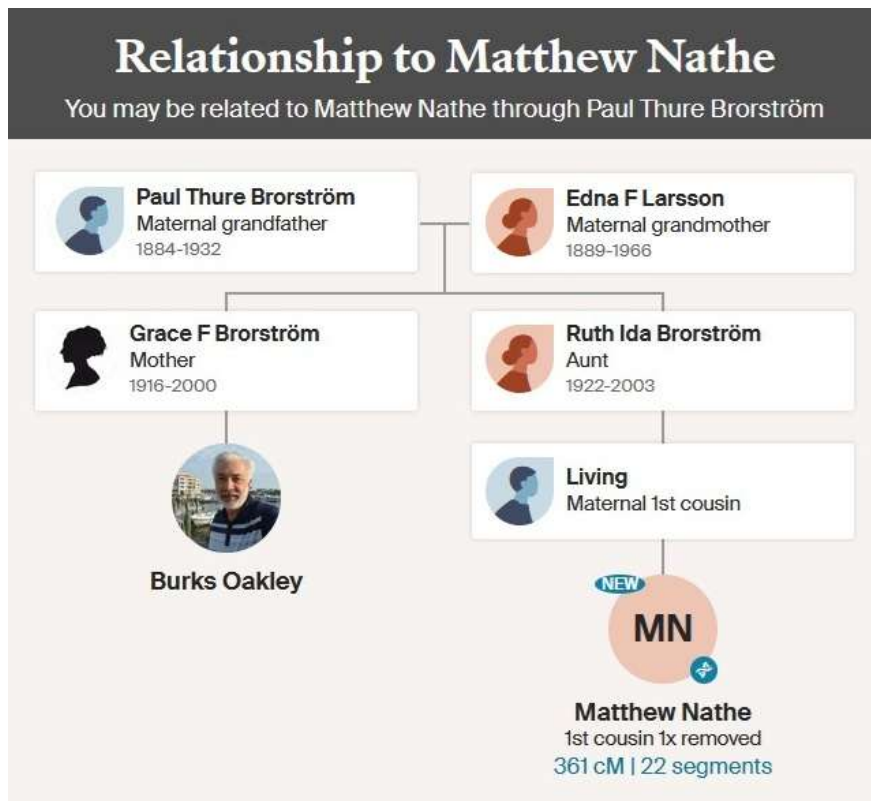 Relationship to Matthew Nathe
You may be related to Matthew Nathe through Paul Thure Brorström
Paul Thure Brorström
Maternal grandfather
1884-1932
Edna F Larsson
Maternal grandmother
1889-1966
Grace F Brorström
Mother
1916-2000
Ruth Ida Brorström
Aunt
1922-2003
Burks Oakley
Living
Maternal 1st cousin
NEW
MN
Matthew Nathe
1st cousin 1x removed
361 cM | 22 segments